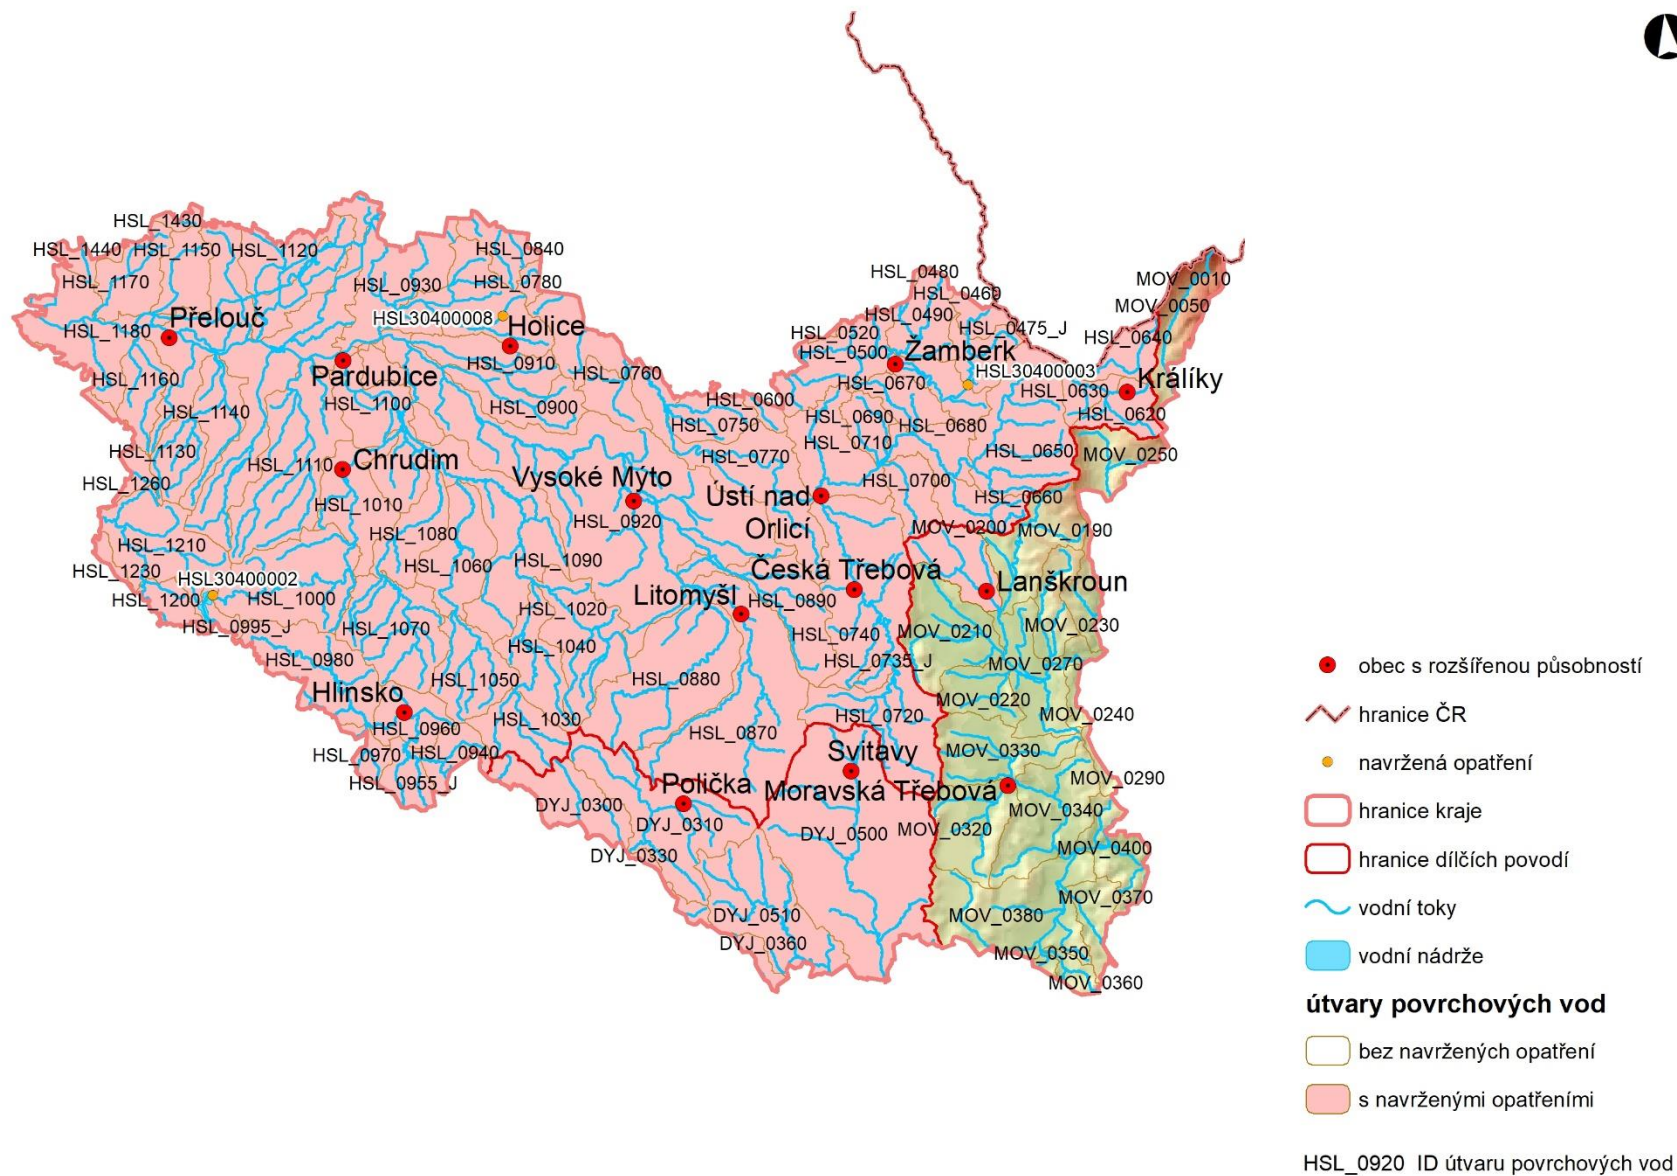 HSL_1430
HSL_1440 HSL_1150 HSL_1120 HSL_0840
HSL_1170 HSL_0930 HSL_0780
HSL_0480 MOV_0010
HSL_0460 MOV_0050
HSL30400008 HSL_0490
HSL_1180 Přelouč Holice HSL_0520 HSL_0475_J HSL_0640
HSL_0500 Žamberk
HSL_0910 HSL30400003
Pardubice HSL_0760 HSL_0670 HSL_0630 Králíky
HSL_1160
HSL_1100 HSL_0900 HSL_0600 HSL_0620
HSL_1140 HSL_0750 HSL_0690 HSL_0680
HSL_0710
HSL_1130 HSL_0770 HSL_0650 MOV_0250
HSL_1110 Chrudim
HSL_1260 Vysoké Mýto HSL_0700
HSL_1010 Ústí nad
Orlicí
HSL_0660
HSL_0920 MOV_0200 MOV_0190
HSL_1080
HSL_1210 HSL_1060 HSL_1090
HSL_1230 HSL30400002 Česká Třebová Lanškroun
HSL_1200 HSL_1000 HSL_1020 Litomyšl HSL_0890
HSL_0995_J HSL_1070 HSL_0740 MOV_0210 MOV_0230
HSL_0980 HSL_1040 HSL_0735_J MOV_0270
HSL_1050 HSL_0880
Hlinsko MOV_0220
HSL_0960 HSL_1030 HSL_0720 MOV_0240
HSL_0970 HSL_0940 HSL_0870 Svitavy MOV_0330
HSL_0955_J Polička Moravská Třebová MOV_0290
DYJ_0300 MOV_0340
DYJ_0310 DYJ_0500 MOV_0320
DYJ_0330 MOV_0400
MOV_0370
DYJ_0510 MOV_0380
DYJ_0360 MOV_0350
MOV_0360
obec s rozšířenou působností
hranice ČR
navržená opatření
hranice kraje
hranice dílčích povodí
vodní toky
vodní nádrže
útvary povrchových vod
bez navržených opatření
s navrženými opatřeními
HSL_0920 ID útvaru povrchových vod